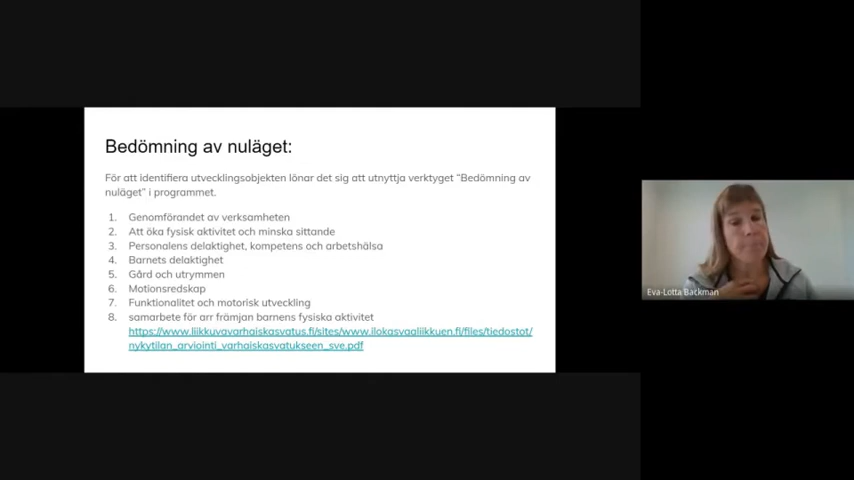 Bedömning av nuläget:
För att identifiera utvecklingsobjekten lönar det sig att utnyttja verktyget "Bedömning av
nuläget" i programmet.
1. Genomförandet av verksamheten
2. Att öka fysisk aktivitet och minska sittande
3. Personalens delaktighet, kompetens och arbetshälsa
4. Barnets delaktighet
5. Gård och utrymmen
6. Motionsredskap
7. Funktionalitet och motorisk utveckling
8. samarbete för arr främjan barnens fysiska aktivitet
https://www.liikkuvavarhaiskasvatus.fi/sites/www.ilokasvaaliikkuen.fi/files/tiedostot/
nykytilan_arviointi_varhaiskasvatukseen_sve.pdf
Eva-Lotta Backman